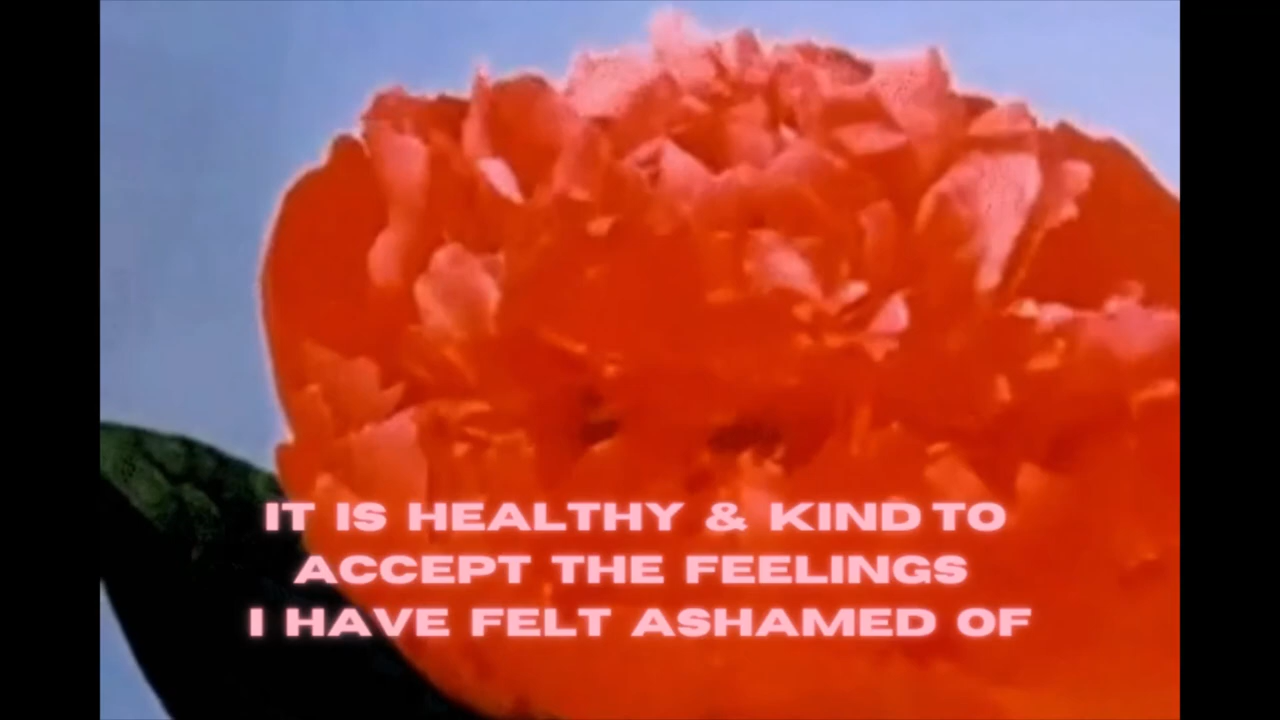 IT IS HEALTHY & KIND TO
ACCEPT THE FEELINGS
I HAVE FELT ASHAMED OF